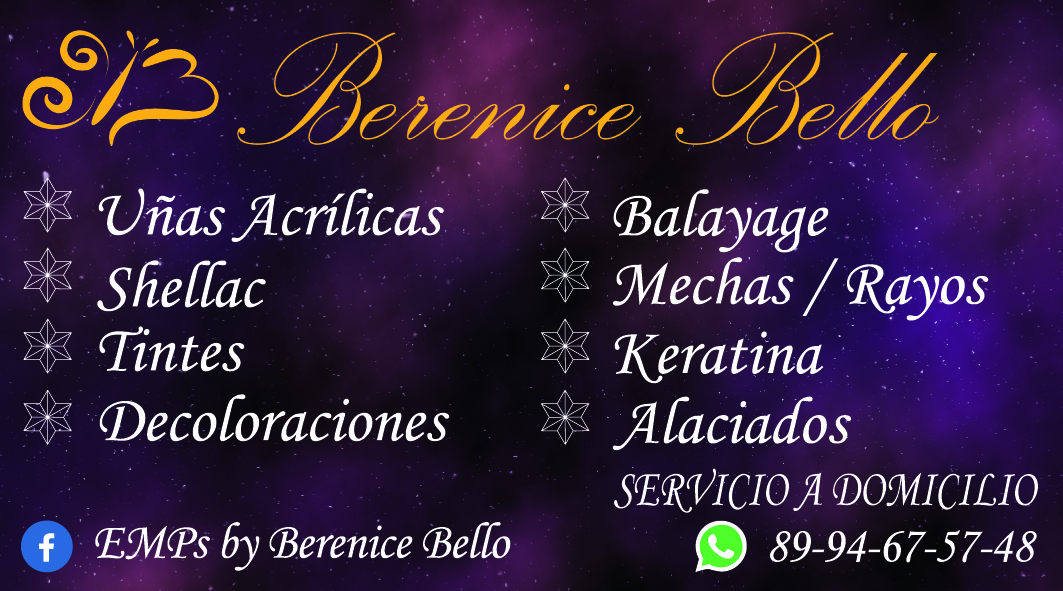 Berenice Bello
Uñas Acrílicas
Shellac
Tintes
Decoloraciones
Balayage
Mechas / Rayos
Keratina
Alaciados
SERVICIO A DOMICILIO
EMPs by Berenice Bello
89-94-67-57-48